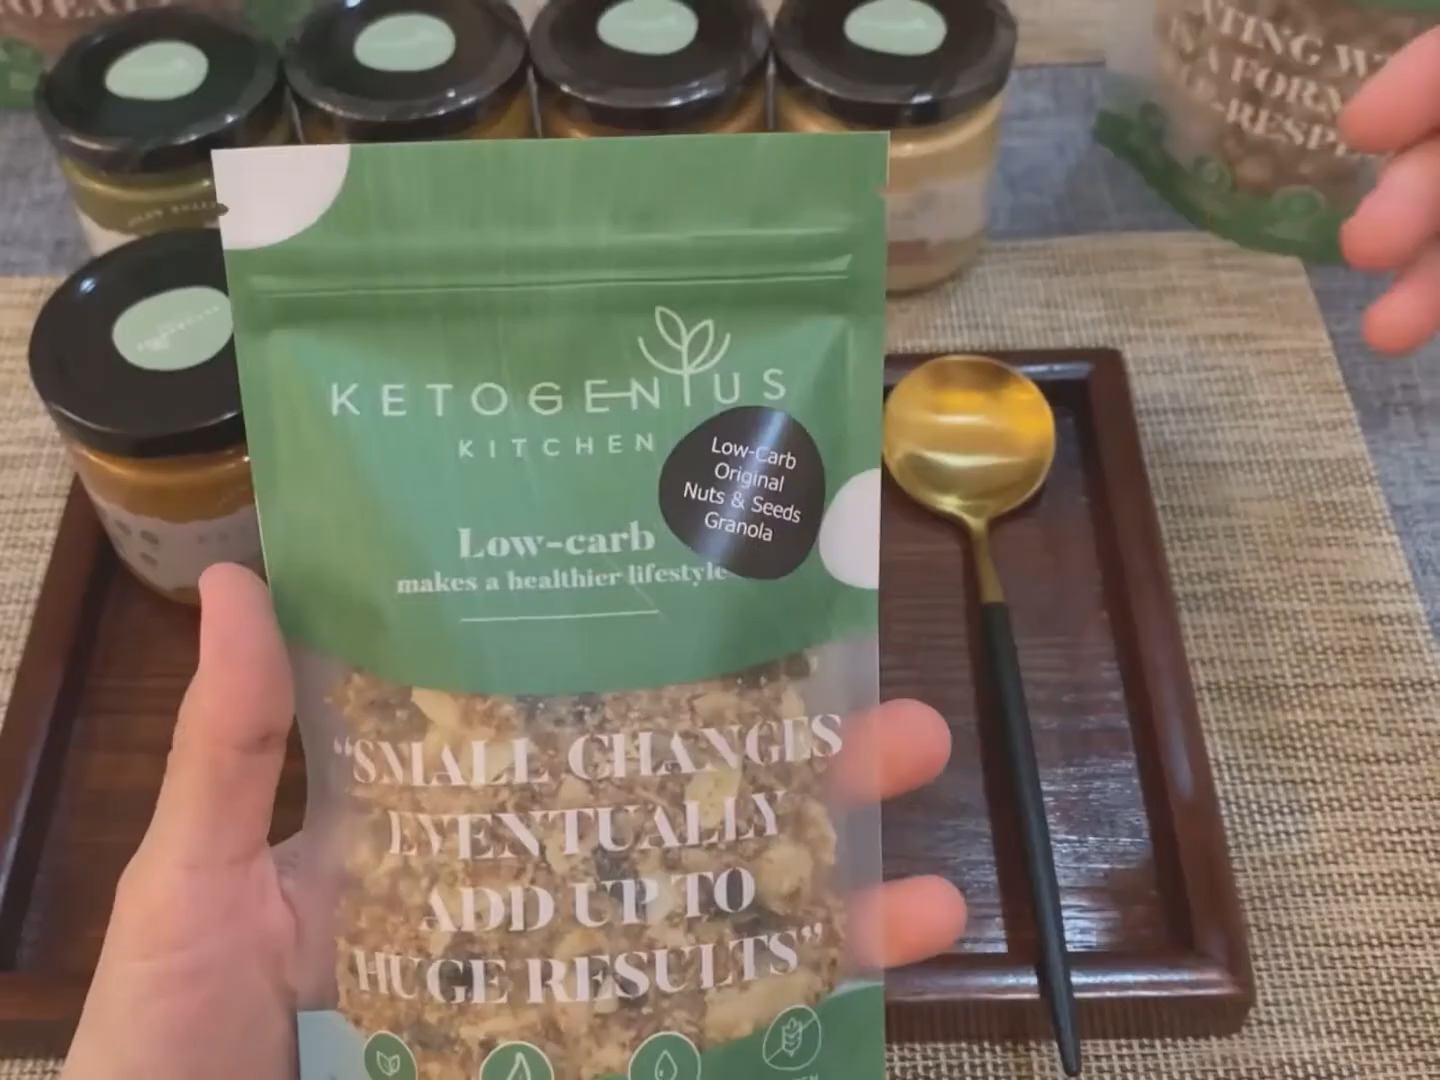 KETOGENIUS
KITCHEN
Low-Carb
Original
Nuts & Seeds
Granola
Low-carb
makes a healthier lifestyle
“SMALL CHANGES
EVENTUALLY
ADD UP TO
HUGE RESULTS”